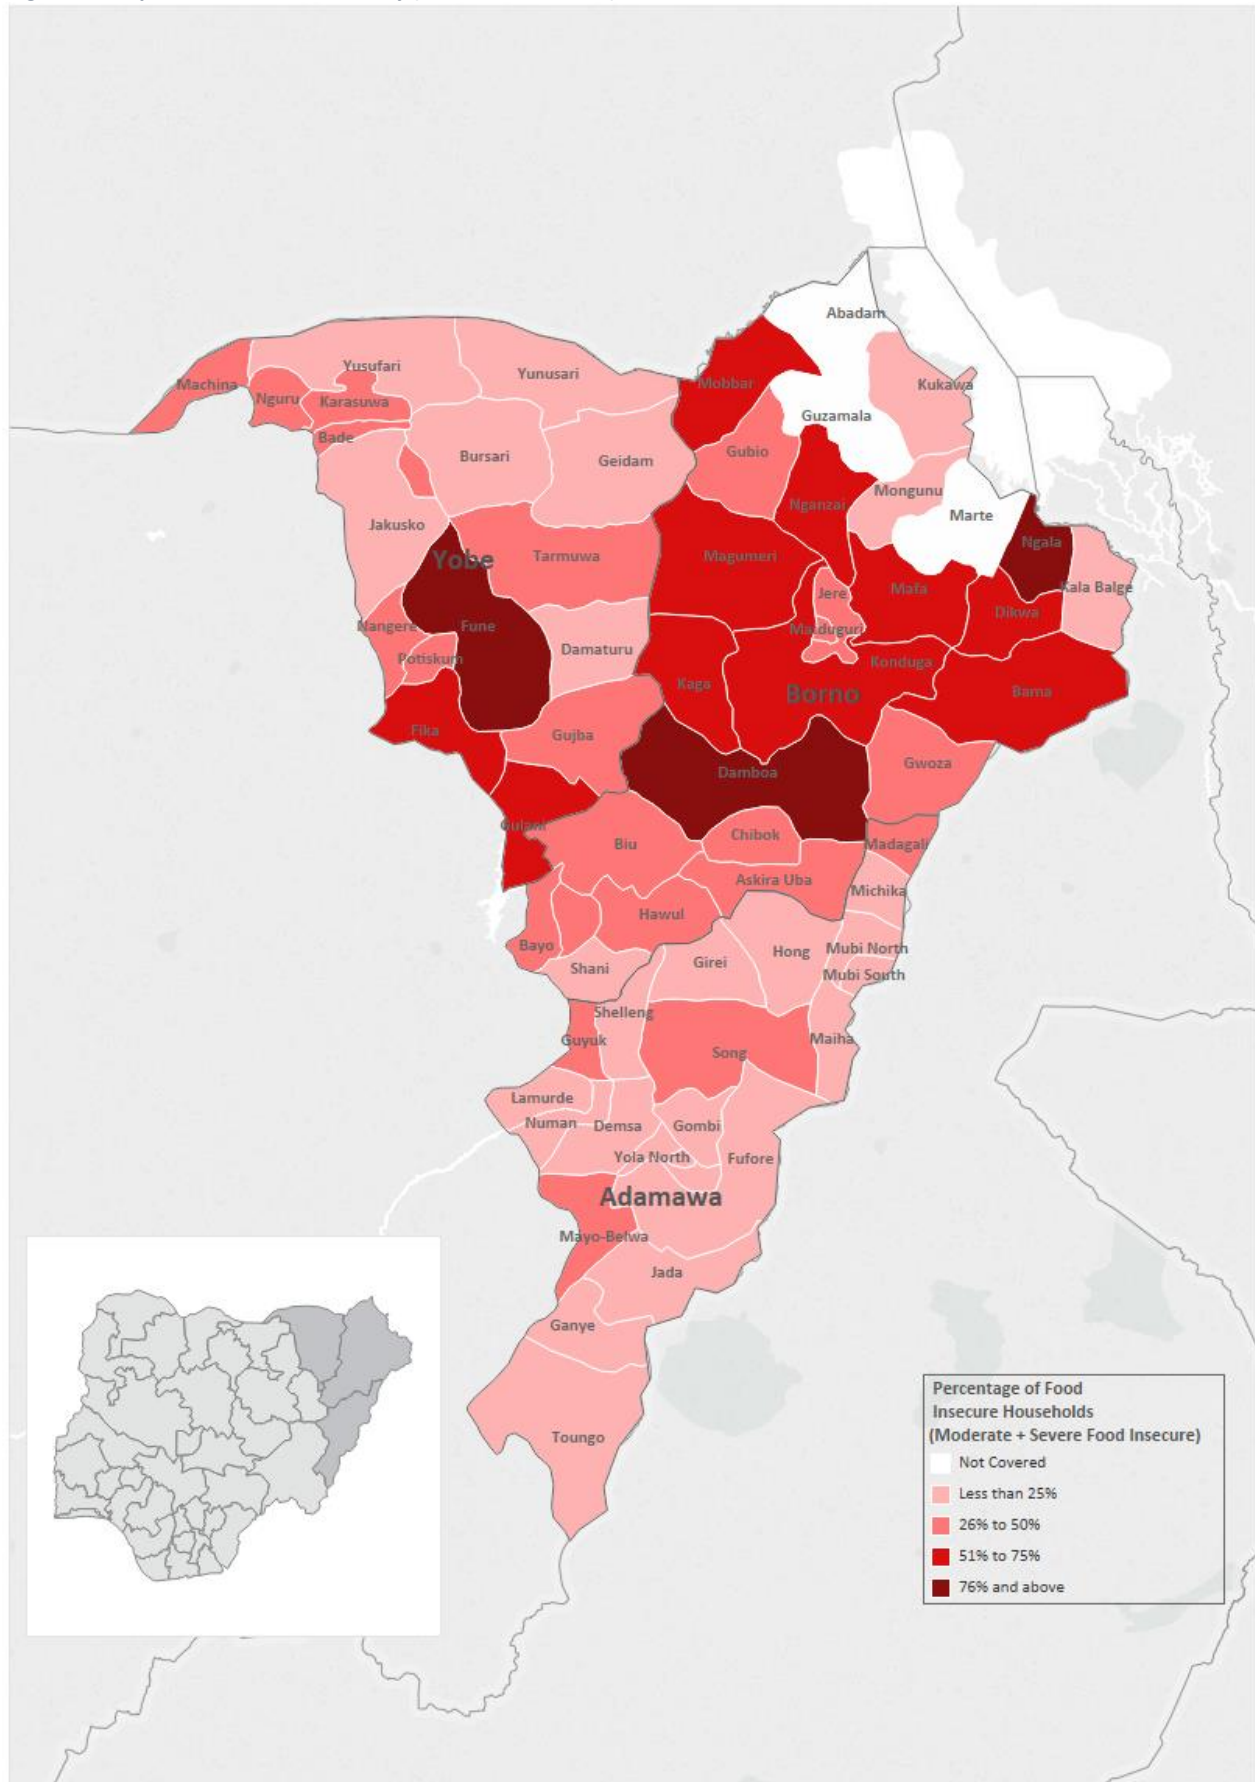 Abadam
Yusufari
Yunusari
Machina
Mobbar
Kukawa
Nguru
Karasuwa
Guzamala
Bade
Gubio
Bursari
Geidam
Mongunu
Nganzai
Marte
Jakusko
Ngala
Yobe
Tarmuwa
Magumeri
Kala Balge
Mafa
Jere
Dikwa
Nangere
Fune
Maiduguri
Damaturu
Potiskum
Konduga
Kaga
Borno
Bama
Fika
Gujba
Gwoza
Damboa
Gulani
Chibok
Biu
Madagali
Askira Uba
Michika
Hawul
Bayo
Hong
Mubi North
Girei
Shani
Mubi South
Shelleng
Guyuk
Maiha
Song
Lamurde
Numan
Demsa
Gombi
Yola North
Fufore
Adamawa
Mayo-Belwa
Jada
Ganye
Toungo
Percentage of Food
Insecure Households
(Moderate + Severe Food Insecure)
Not Covered
Less than 25%
26% to 50%
51% to 75%
76% and above